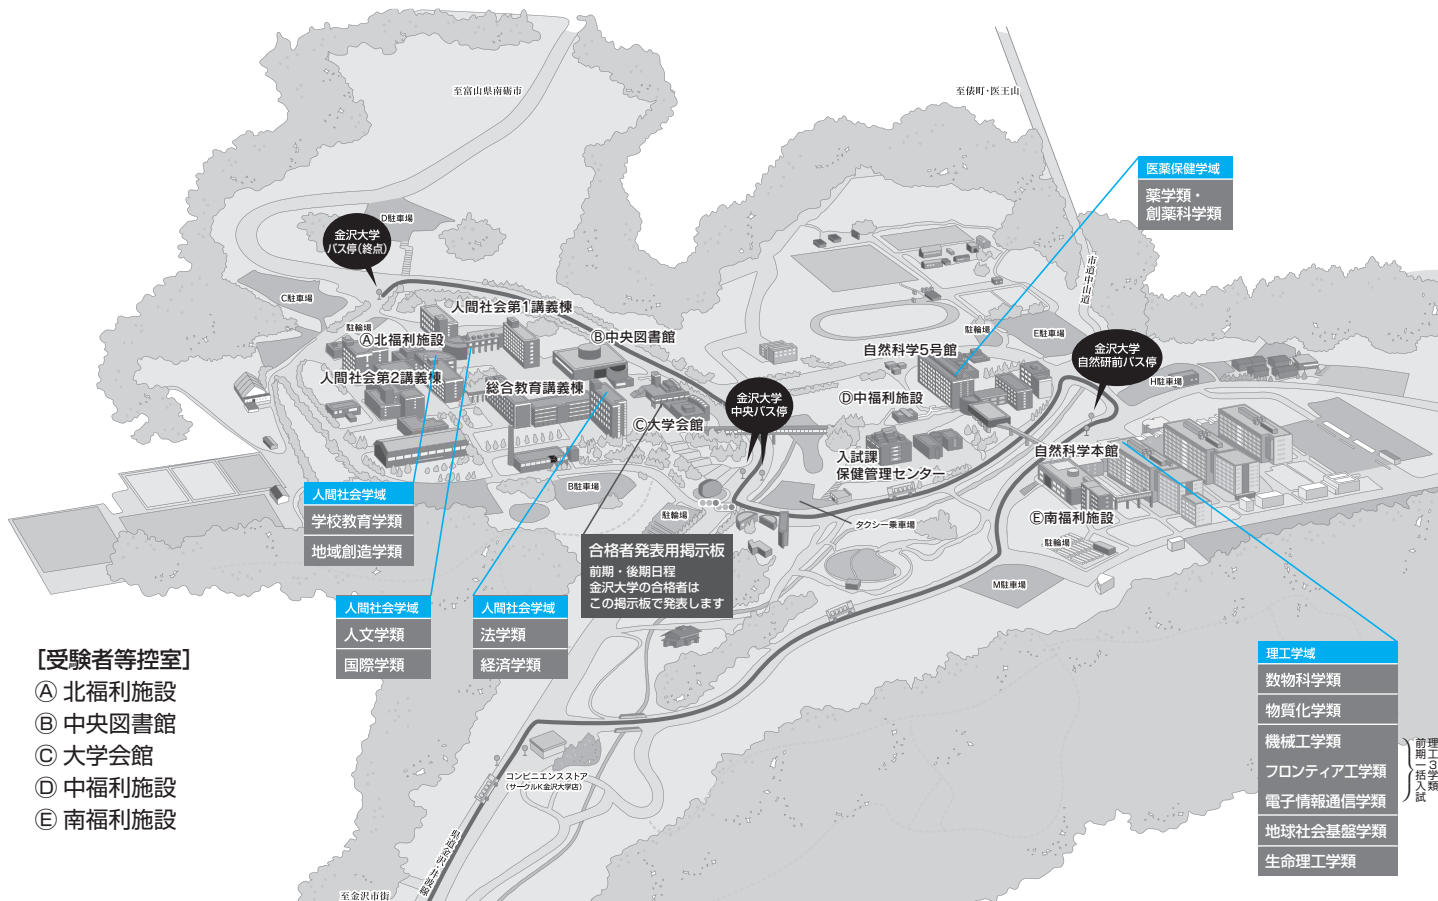 至富山県南砺市
至俵町・医王山
医薬保健学域
薬学類・
創薬科学類
D駐車場
金沢大学
バス停(終点)
市道中山道
C駐車場
人間社会第1講義棟
駐輪場
Ⓐ北福利施設
Ⓑ中央図書館
駐輪場
E駐車場
自然科学5号館
金沢大学
自然研前バス停
人間社会第2講義棟
総合教育講義棟
H駐車場
金沢大学
中央バス停
Ⓓ中福利施設
Ⓒ大学会館
入試課
保健管理センター
自然科学本館
B駐車場
駐輪場
タクシー乗車場
Ⓔ南福利施設
駐輪場
M駐車場
人間社会学域
学校教育学類
地域創造学類
合格者発表用掲示板
前期・後期日程
金沢大学の合格者は
この掲示板で発表します
人間社会学域
人文学類
国際学類
人間社会学域
法学類
経済学類
[受験者等控室]
Ⓐ 北福利施設
Ⓑ 中央図書館
Ⓒ 大学会館
Ⓓ 中福利施設
Ⓔ 南福利施設
理工学域
数物科学類
物質化学類
機械工学類
フロンティア工学類
電子情報通信学類
地球社会基盤学類
生命理工学類
理工3学類
前期一括入試
コンビニエンスストア
(サークルK金沢大学店)
県道金沢・井波線
至金沢市街